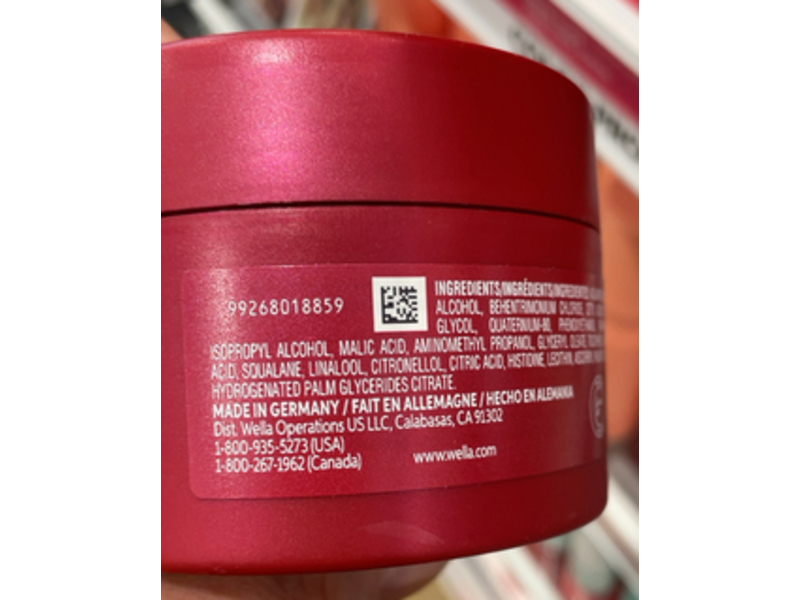 99268018859
INGREDIENTS/INGRÉDIENTS/INGREDIENTES:
ALCOHOL, BEHENTRIMONIUM CHLORIDE,
GLYCOL, QUATERNIUM-80,
ISOPROPYL ALCOHOL, MALIC ACID, AMINOMETHYL PROPANOL, GLYCERYL OLEATE,
ACID, SQUALANE, LINALOOL, CITRONELLOL, CITRIC ACID, HISTIDINE, LECITHIN,
HYDROGENATED PALM GLYCERIDES CITRATE.
MADE IN GERMANY / FAIT EN ALLEMAGNE / HECHO EN ALEMANIA
Dist. Wella Operations US LLC, Calabasas, CA 91302
1-800-935-5273 (USA)
1-800-267-1962 (Canada)
www.wella.com